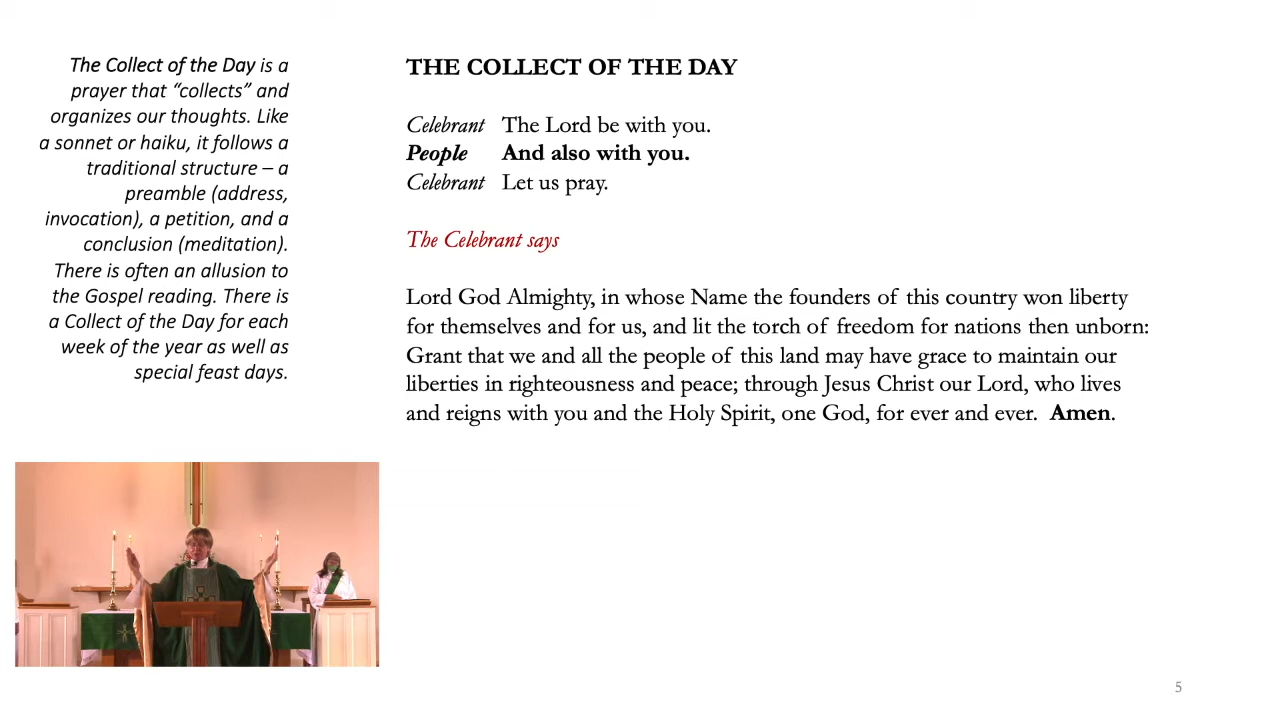 The Collect of the Day is a
prayer that “collects” and
organizes our thoughts. Like
a sonnet or haiku, it follows a
traditional structure – a
preamble (address,
invocation), a petition, and a
conclusion (meditation).
There is often an allusion to
the Gospel reading. There is
a Collect of the Day for each
week of the year as well as
special feast days.
THE COLLECT OF THE DAY
Celebrant The Lord be with you.
People And also with you.
Celebrant Let us pray.
The Celebrant says
Lord God Almighty, in whose Name the founders of this country won liberty
for themselves and for us, and lit the torch of freedom for nations then unborn:
Grant that we and all the people of this land may have grace to maintain our
liberties in righteousness and peace; through Jesus Christ our Lord, who lives
and reigns with you and the Holy Spirit, one God, for ever and ever. Amen.
5